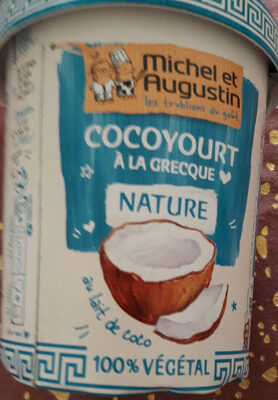 michel et
Augustin
les trublions du goût
COCOYOURT
À LA GRECQUE
NATURE
au lait de coco
100% VÉGÉTAL